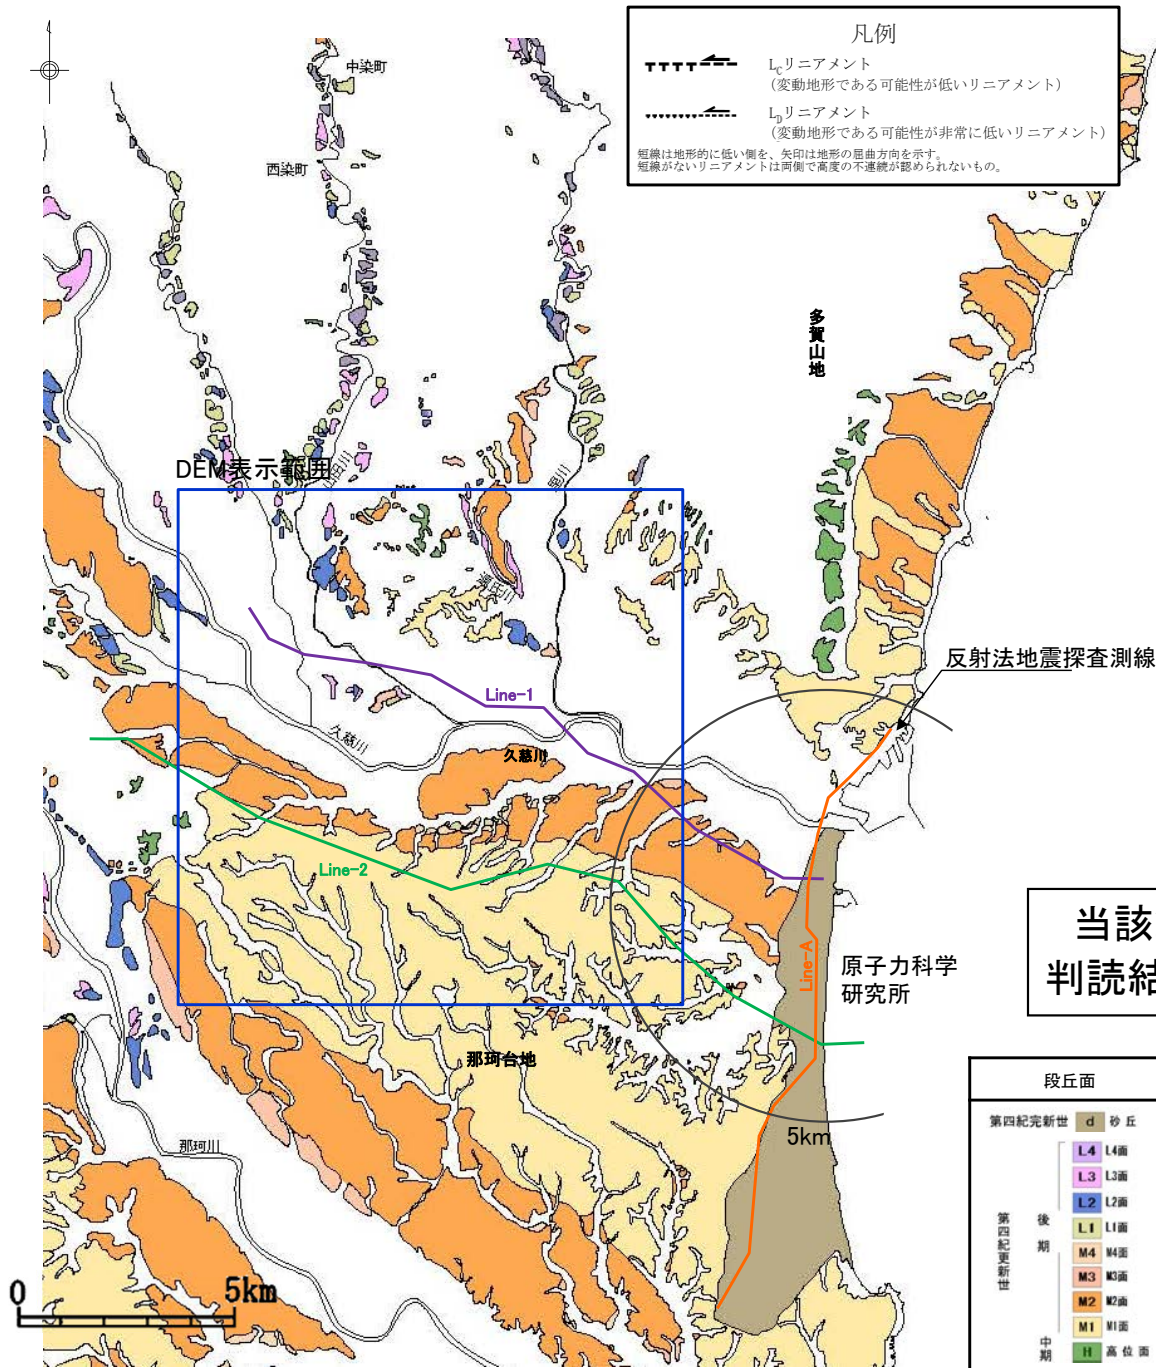 凡例
LCリニアメント
(変動地形である可能性が低いリニアメント)
LDリニアメント
(変動地形である可能性が非常に低いリニアメント)
短線は地形的に低い側を、矢印は地形の屈曲方向を示す。
短線がないリニアメントは両側で高度の不連続が認められないもの。
中染町
西染町
多賀山地
DEM表示範囲
山田川
里川
源氏川
反射法地震探査測線
Line-1
久慈川
久慈川
Line-2
Line-A
原子力科学
研究所
当該
判読結
那珂台地
那珂川
5km
0
5km
段丘面
第四紀完新世 d 砂丘
L4 L4面
L3 L3面
L2 L2面
第四紀更新世 後期 L1 L1面
M4 M4面
M3 M3面
M2 M2面
M1 M1面
中期 H 高位面